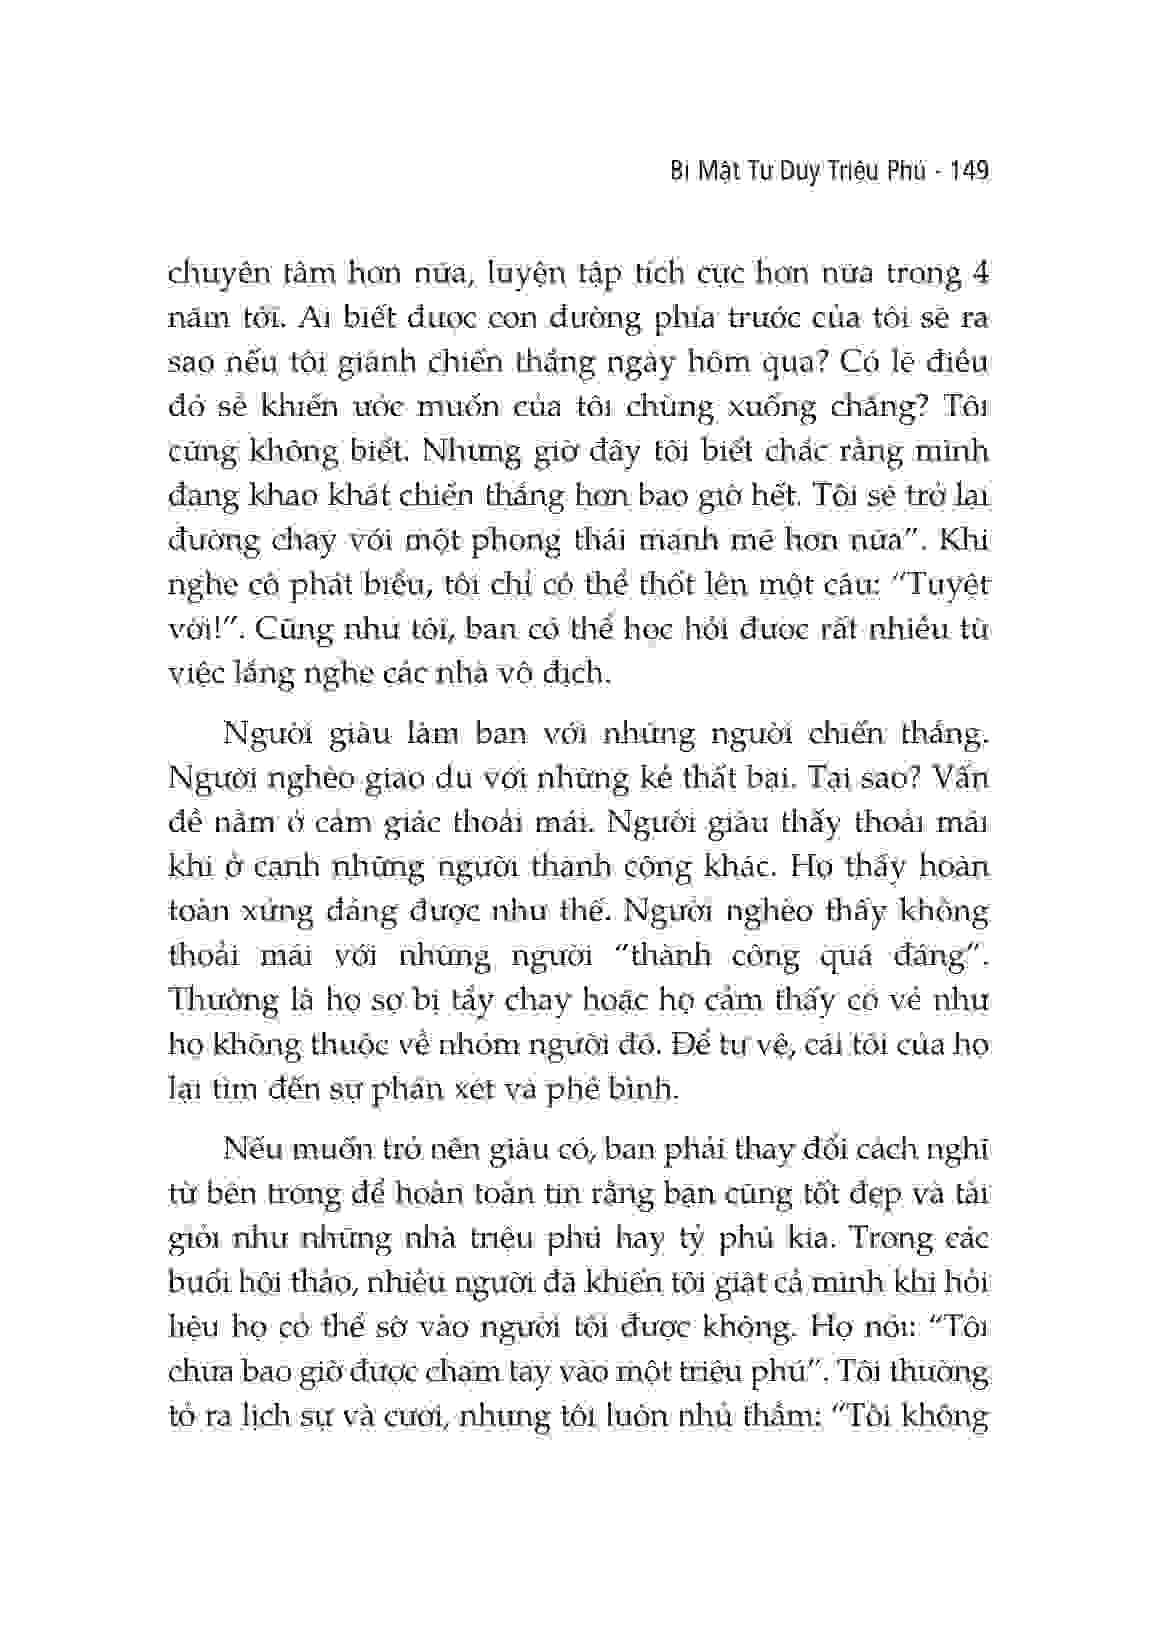 Bí Mật Tư Duy Triệu Phú - 149
chuyên tâm hơn nữa, luyện tập tích cực hơn nữa trong 4
năm tới. Ai biết được con đường phía trước của tôi sẽ ra
sao nếu tôi giành chiến thắng ngày hôm qua? Có lẽ điều
đó sẽ khiến ước muốn của tôi chùng xuống chăng? Tôi
cũng không biết. Nhưng giờ đây tôi biết chắc rằng mình
đang khao khát chiến thắng hơn bao giờ hết. Tôi sẽ trở lại
đường chạy với một phong thái mạnh mẽ hơn nữa”. Khi
nghe cô phát biểu, tôi chỉ có thể thốt lên một câu: “Tuyệt
vời!”. Cũng như tôi, bạn có thể học hỏi được rất nhiều từ
việc lắng nghe các nhà vô địch.
Người giàu làm bạn với những người chiến thắng.
Người nghèo giao du với những kẻ thất bại. Tại sao? Vấn
đề nằm ở cảm giác thoải mái. Người giàu thấy thoải mái
khi ở cạnh những người thành công khác. Họ thấy hoàn
toàn xứng đáng được như thế. Người nghèo thấy không
thoải mái với những người “thành công quá đáng”.
Thường là họ sợ bị tẩy chay hoặc họ cảm thấy có vẻ như
họ không thuộc về nhóm người đó. Để tự vệ, cái tôi của họ
lại tìm đến sự phán xét và phê bình.
Nếu muốn trở nên giàu có, bạn phải thay đổi cách nghĩ
từ bên trong để hoàn toàn tin rằng bạn cũng tốt đẹp và tài
giỏi như những nhà triệu phú hay tỷ phú kia. Trong các
buổi hội thảo, nhiều người đã khiến tôi giật cả mình khi hỏi
liệu họ có thể sờ vào người tôi được không. Họ nói: “Tôi
chưa bao giờ được chạm tay vào một triệu phú”. Tôi thường
tỏ ra lịch sự và cười, nhưng tôi luôn nhủ thầm: “Tôi không